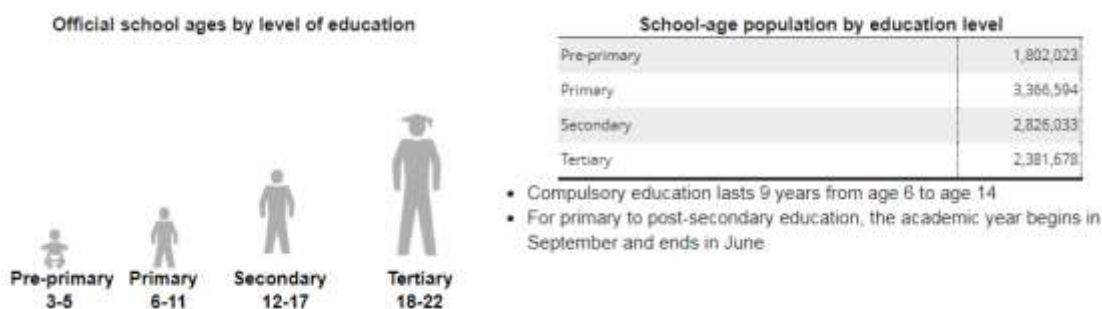 Official school ages by level of education
Pre-primary Primary Secondary Tertiary
3-5 6-11 12-17 18-22
School-age population by education level
Pre-primary 1,802,023
Primary 3,366,594
Secondary 2,826,033
Tertiary 2,381,678
• Compulsory education lasts 9 years from age 6 to age 14
• For primary to post-secondary education, the academic year begins in
September and ends in June